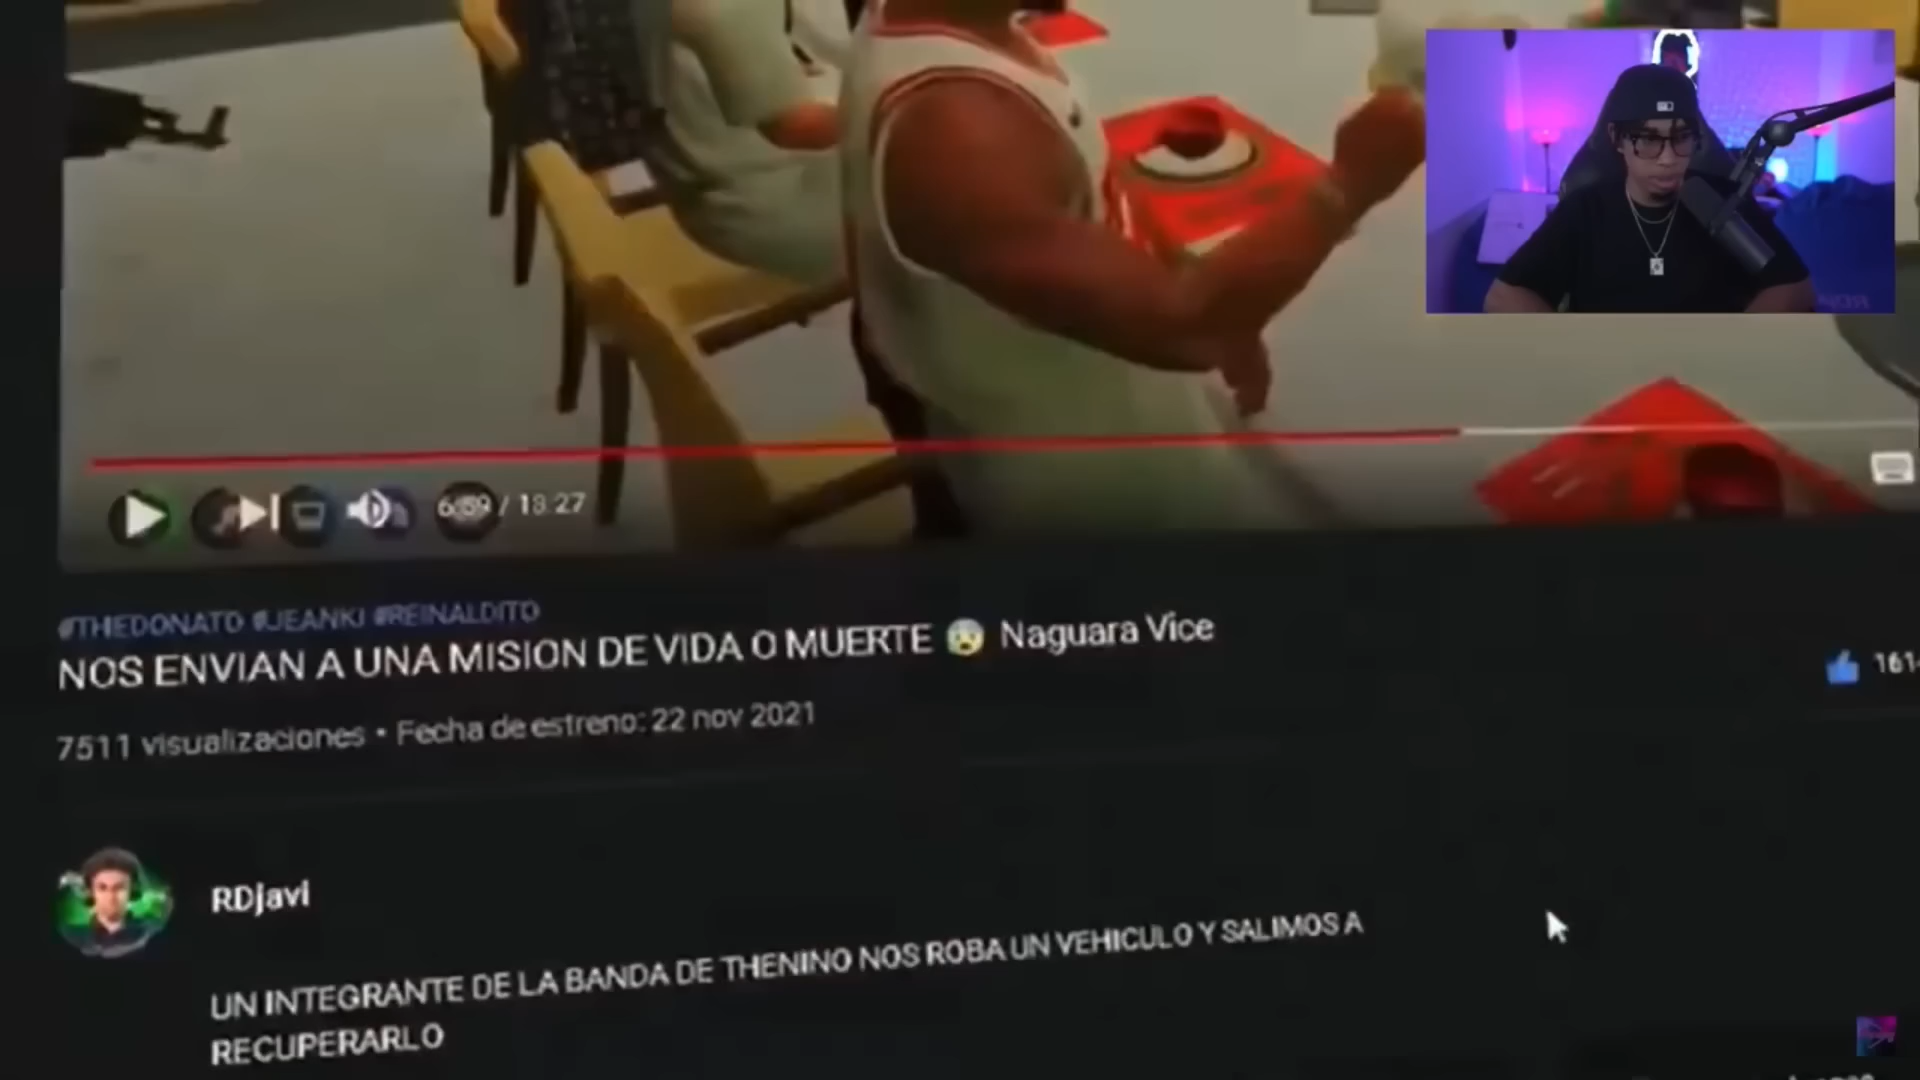 6:59 / 13:27
#THEDONATO #JEANKI #REINALDITO
NOS ENVIAN A UNA MISION DE VIDA O MUERTE 😨 Naguara Vice
161
7511 visualizaciones • Fecha de estreno: 22 nov 2021
RDjavi
UN INTEGRANTE DE LA BANDA DE THENINO NOS ROBA UN VEHICULO Y SALIMOS A
RECUPERARLO